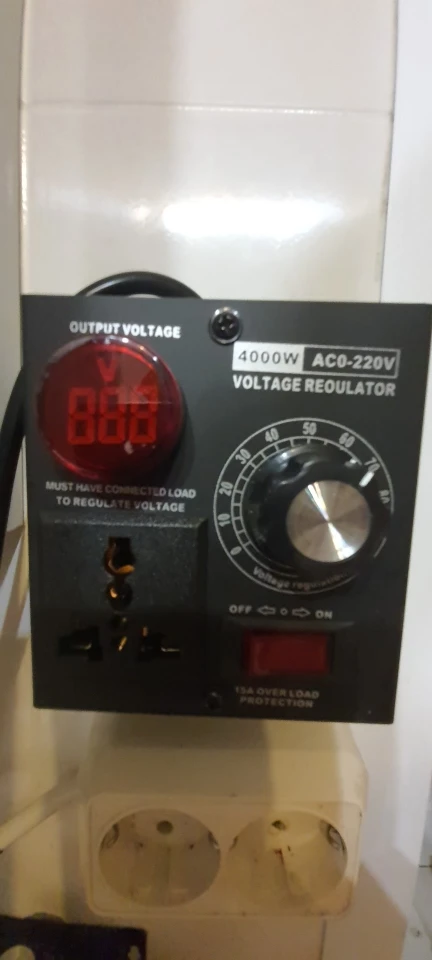 OUTPUT VOLTAGE
V
888
MUST HAVE CONNECTED LOAD
TO REGULATE VOLTAGE
4000W AC0-220V
VOLTAGE REOULATOR
0 10 20 30 40 50 60 70 80
Voltage regulation
OFF ⇦ o ⇨ ON
15A OVER LOAD
PROTECTION